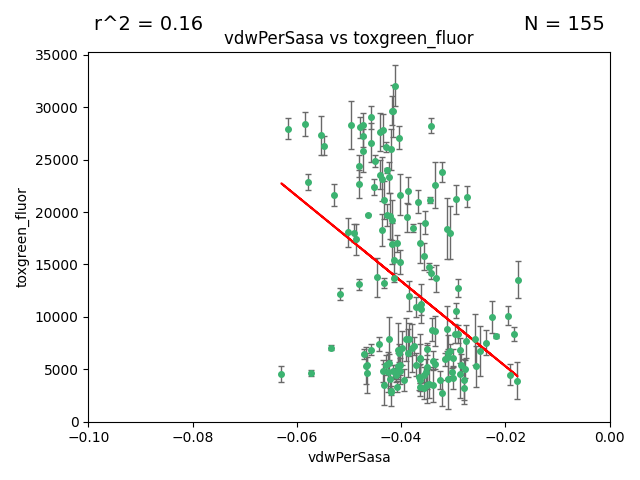 r^2 = 0.16
N = 155
vdwPerSasa vs toxgreen_fluor
35000
30000
25000
20000
15000
10000
5000
0
toxgreen_fluor
−0.10
−0.08
−0.06
−0.04
−0.02
0.00
vdwPerSasa